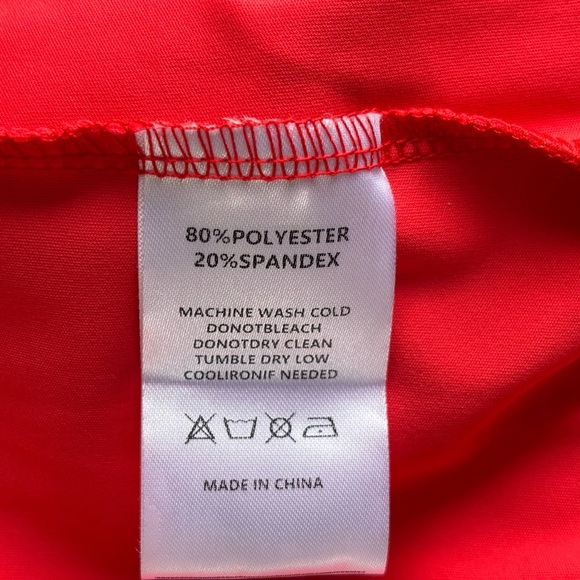 80%POLYESTER
20%SPANDEX
MACHINE WASH COLD
DONOTBLEACH
DONOTDRY CLEAN
TUMBLE DRY LOW
COOLIRONIF NEEDED
MADE IN CHINA